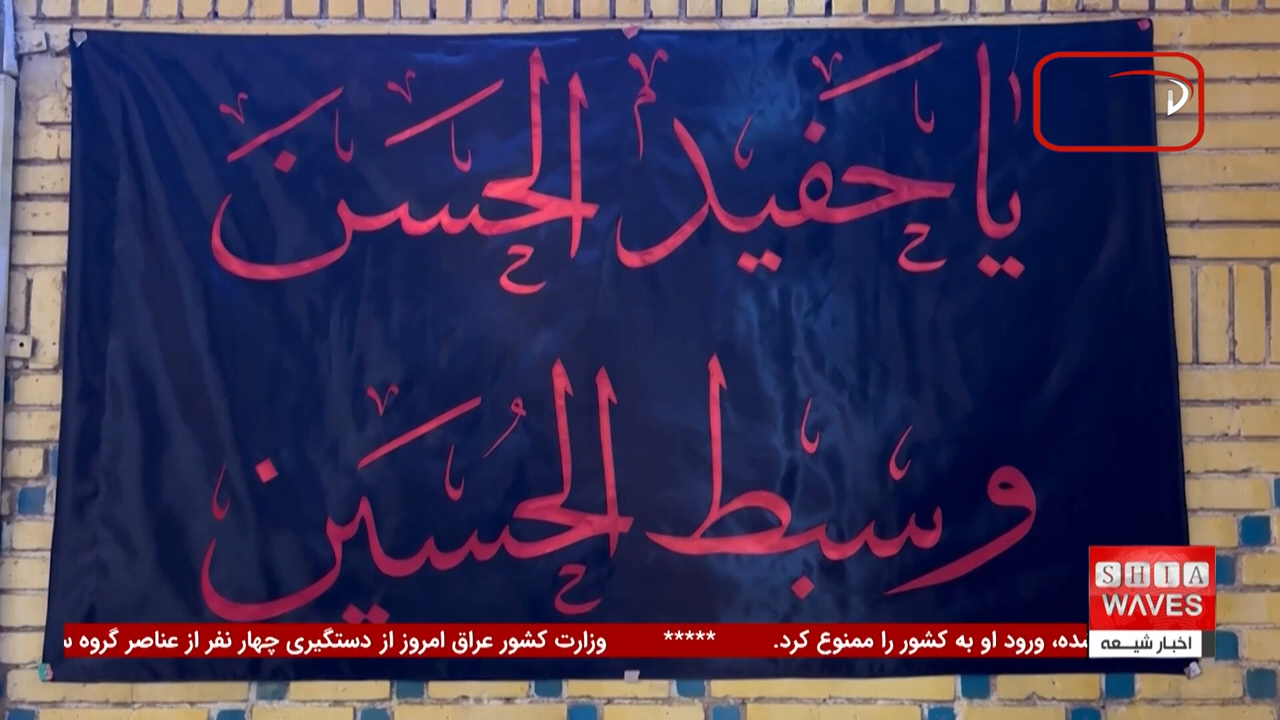 يا حفيد الحسن
وسبط الحسين
SHIA
WAVES
اخبار شیعه
شده، ورود او به کشور را ممنوع کرد. ***** وزارت کشور عراق امروز از دستگیری چهار نفر از عناصر گروه